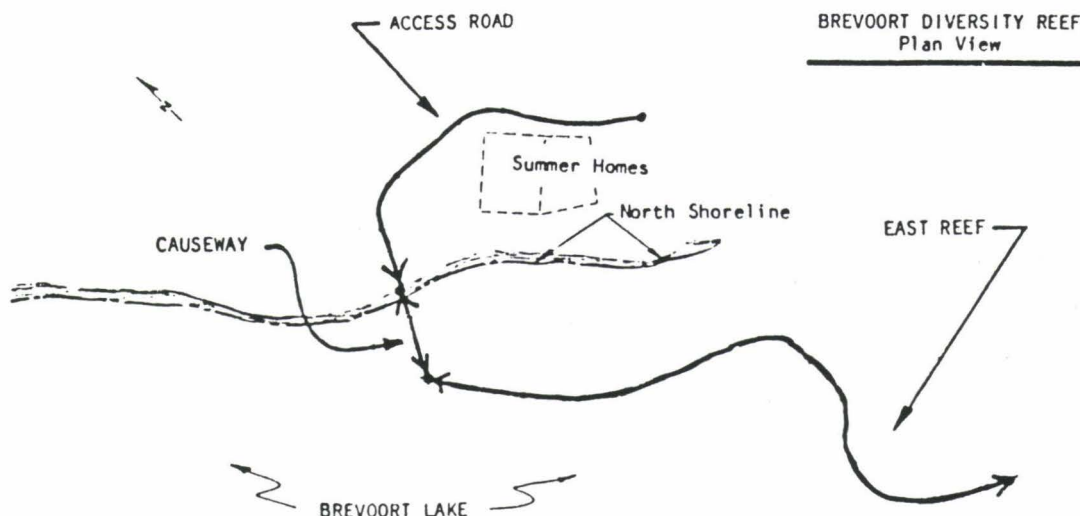 ACCESS ROAD
BREVOORT DIVERSITY REEF
Plan View
N
Summer Homes
North Shoreline
EAST REEF
CAUSEWAY
BREVOORT LAKE